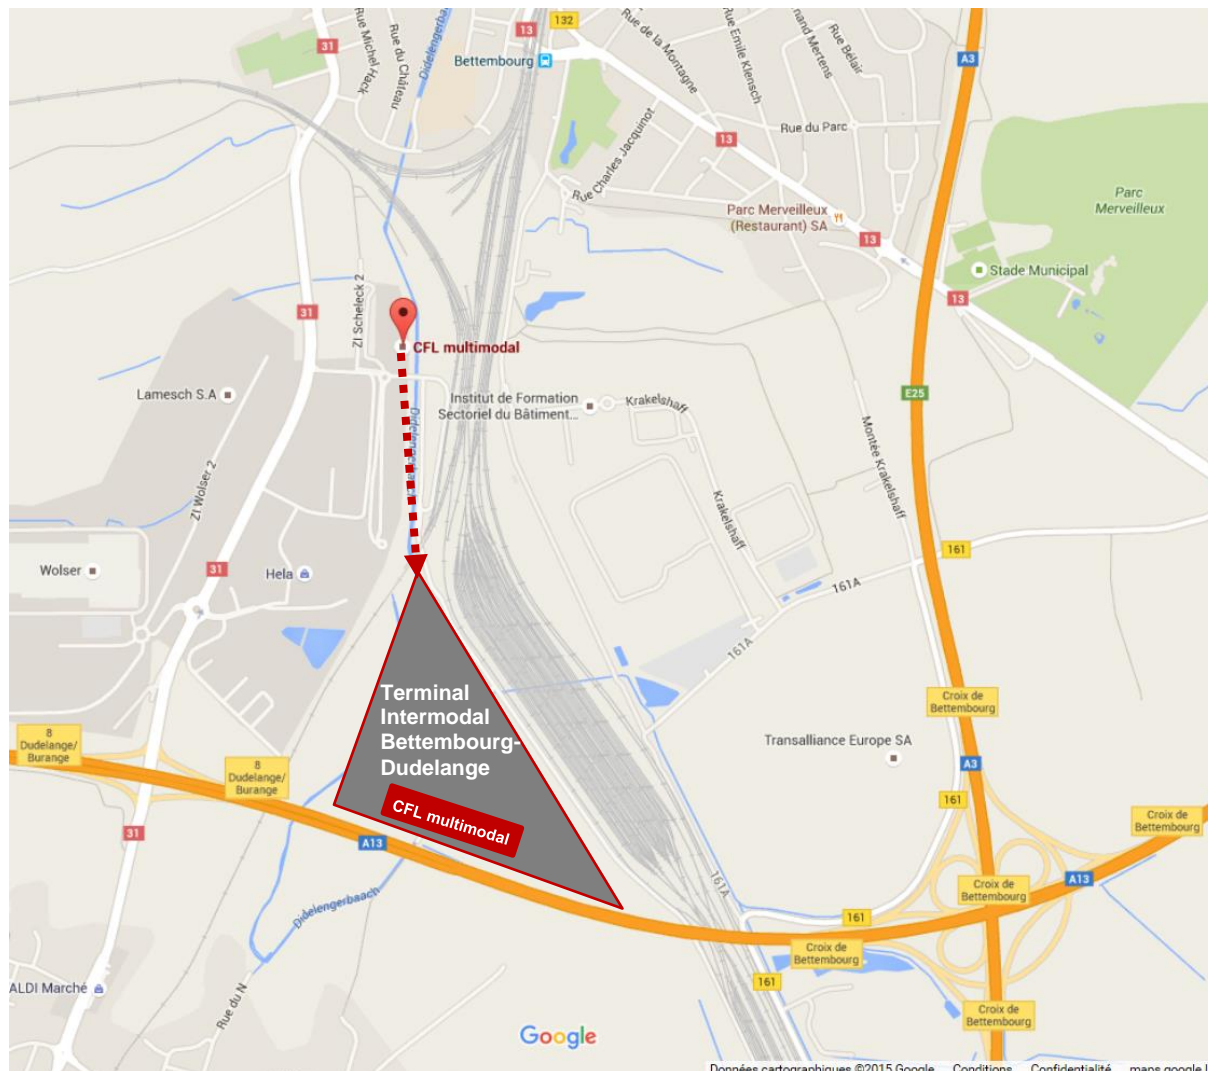 132
13
31
Rue Michel Hack
Rue du Château
Didelengerbaach
Bettembourg
Rue de la Montagne
Rue Emile Klensch
Rue Bélair
A3
13
Rue du Parc
Rue Charles Jacquinot
Parc Merveilleux
(Restaurant) SA
Parc
Merveilleux
13
Stade Municipal
13
31
ZI Scheleck 2
CFL multimodal
Lamesch S.A
Institut de Formation
Sectoriel du Bâtiment...
Krakelshaff
E25
Didelengerbaach
Montée Krakelshaff
ZI Wolser 2
Krakelshaff
161
Wolser
31
Hela
161A
161A
Terminal
Intermodal
Bettembourg-
Dudelange
CFL multimodal
Croix de
Bettembourg
8
Dudelange/
Burange
8
Dudelange/
Burange
Transalliance Europe SA
A3
161
Croix de
Bettembourg
31
A13
A13
161A
Croix de
Bettembourg
Didelengerbaach
161
Croix de
Bettembourg
161
ALDI Marché
Rue du N
Croix de
Bettembourg
Google
Données cartographiques ©2015 Google Conditions Confidentialité maps.google